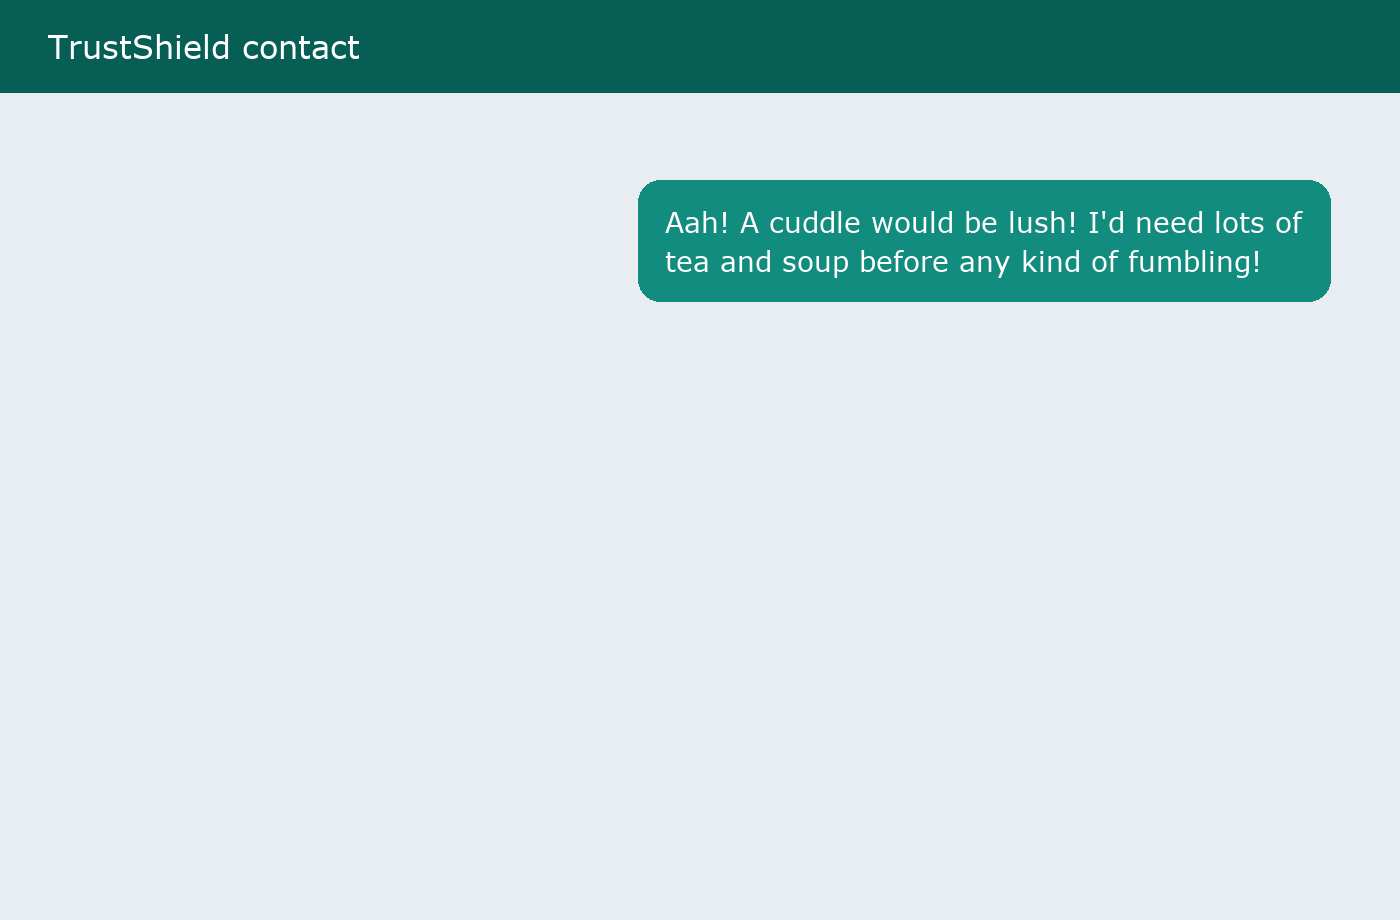 TrustShield contact
Aah! A cuddle would be lush! I'd need lots of
tea and soup before any kind of fumbling!